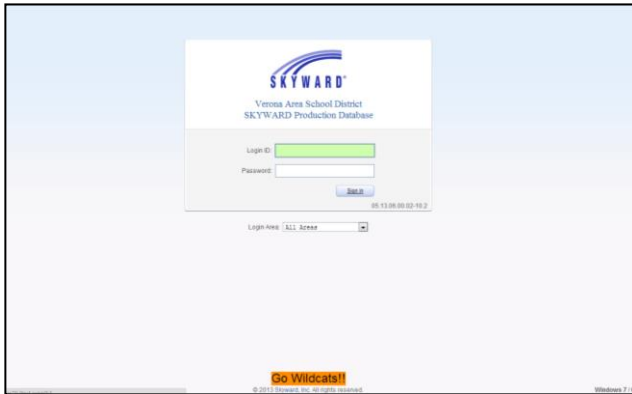 SKYWARD®
Verona Area School District
SKYWARD Production Database
Login ID:
Password:
Sign In
05.13.06.00.02-10.2
Login Area: All Areas
Go Wildcats!!
© 2013 Skyward, Inc. All rights reserved.
Windows 7 /